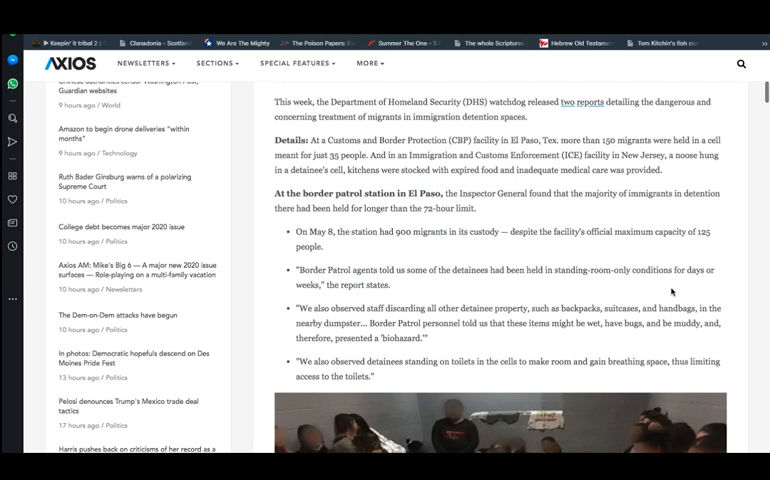 Keepin' it tribal 2 |
Clanadonia - Scotlan
We Are The Mighty
The Poison Papers: E
Summer The One - S
The whole Scripture
Hebrew Old Testame
Tom Kitchin's fish co
»
AXIOS
NEWSLETTERS
SECTIONS
SPECIAL FEATURES
MORE
Guardian websites
9 hours ago / World
Amazon to begin drone deliveries "within
months"
9 hours ago / Technology
Ruth Bader Ginsburg warns of a polarizing
Supreme Court
10 hours ago / Politics
College debt becomes major 2020 issue
10 hours ago / Politics
Axios AM: Mike's Big 6 — A major new 2020 issue
surfaces — Role-playing on a multi-family vacation
10 hours ago / Newsletters
The Dem-on-Dem attacks have begun
10 hours ago / Politics
In photos: Democratic hopefuls descend on Des
Moines Pride Fest
13 hours ago / Politics
Pelosi denounces Trump's Mexico trade deal
tactics
17 hours ago / Politics
Harris pushes back on criticisms of her record as a
This week, the Department of Homeland Security (DHS) watchdog released two reports detailing the dangerous and
concerning treatment of migrants in immigration detention spaces.
Details: At a Customs and Border Protection (CBP) facility in El Paso, Tex. more than 150 migrants were held in a cell
meant for just 35 people. And in an Immigration and Customs Enforcement (ICE) facility in New Jersey, a noose hung
in a detainee's cell, kitchens were stocked with expired food and inadequate medical care was provided.
At the border patrol station in El Paso, the Inspector General found that the majority of immigrants in detention
there had been held for longer than the 72-hour limit.
• On May 8, the station had 900 migrants in its custody — despite the facility's official maximum capacity of 125
people.
• "Border Patrol agents told us some of the detainees had been held in standing-room-only conditions for days or
weeks," the report states.
• "We also observed staff discarding all other detainee property, such as backpacks, suitcases, and handbags, in the
nearby dumpster... Border Patrol personnel told us that these items might be wet, have bugs, and be muddy, and,
therefore, presented a 'biohazard.'"
• "We also observed detainees standing on toilets in the cells to make room and gain breathing space, thus limiting
access to the toilets."